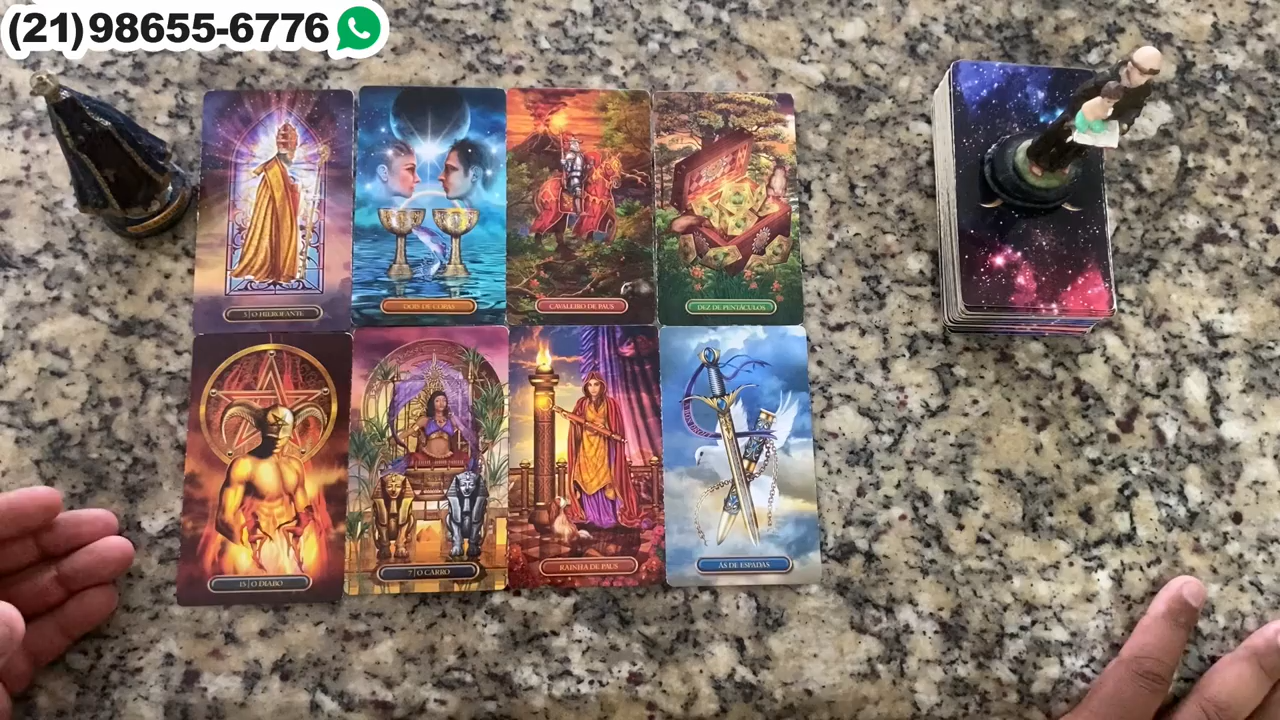 (21)98655-6776
5 | O HIEROFANTE
DOIS DE COPAS
CAVALEIRO DE PAUS
DEZ DE PENTÁCULOS
15 | O DIABO
7 | O CARRO
RAINHA DE PAUS
ÁS DE ESPADAS